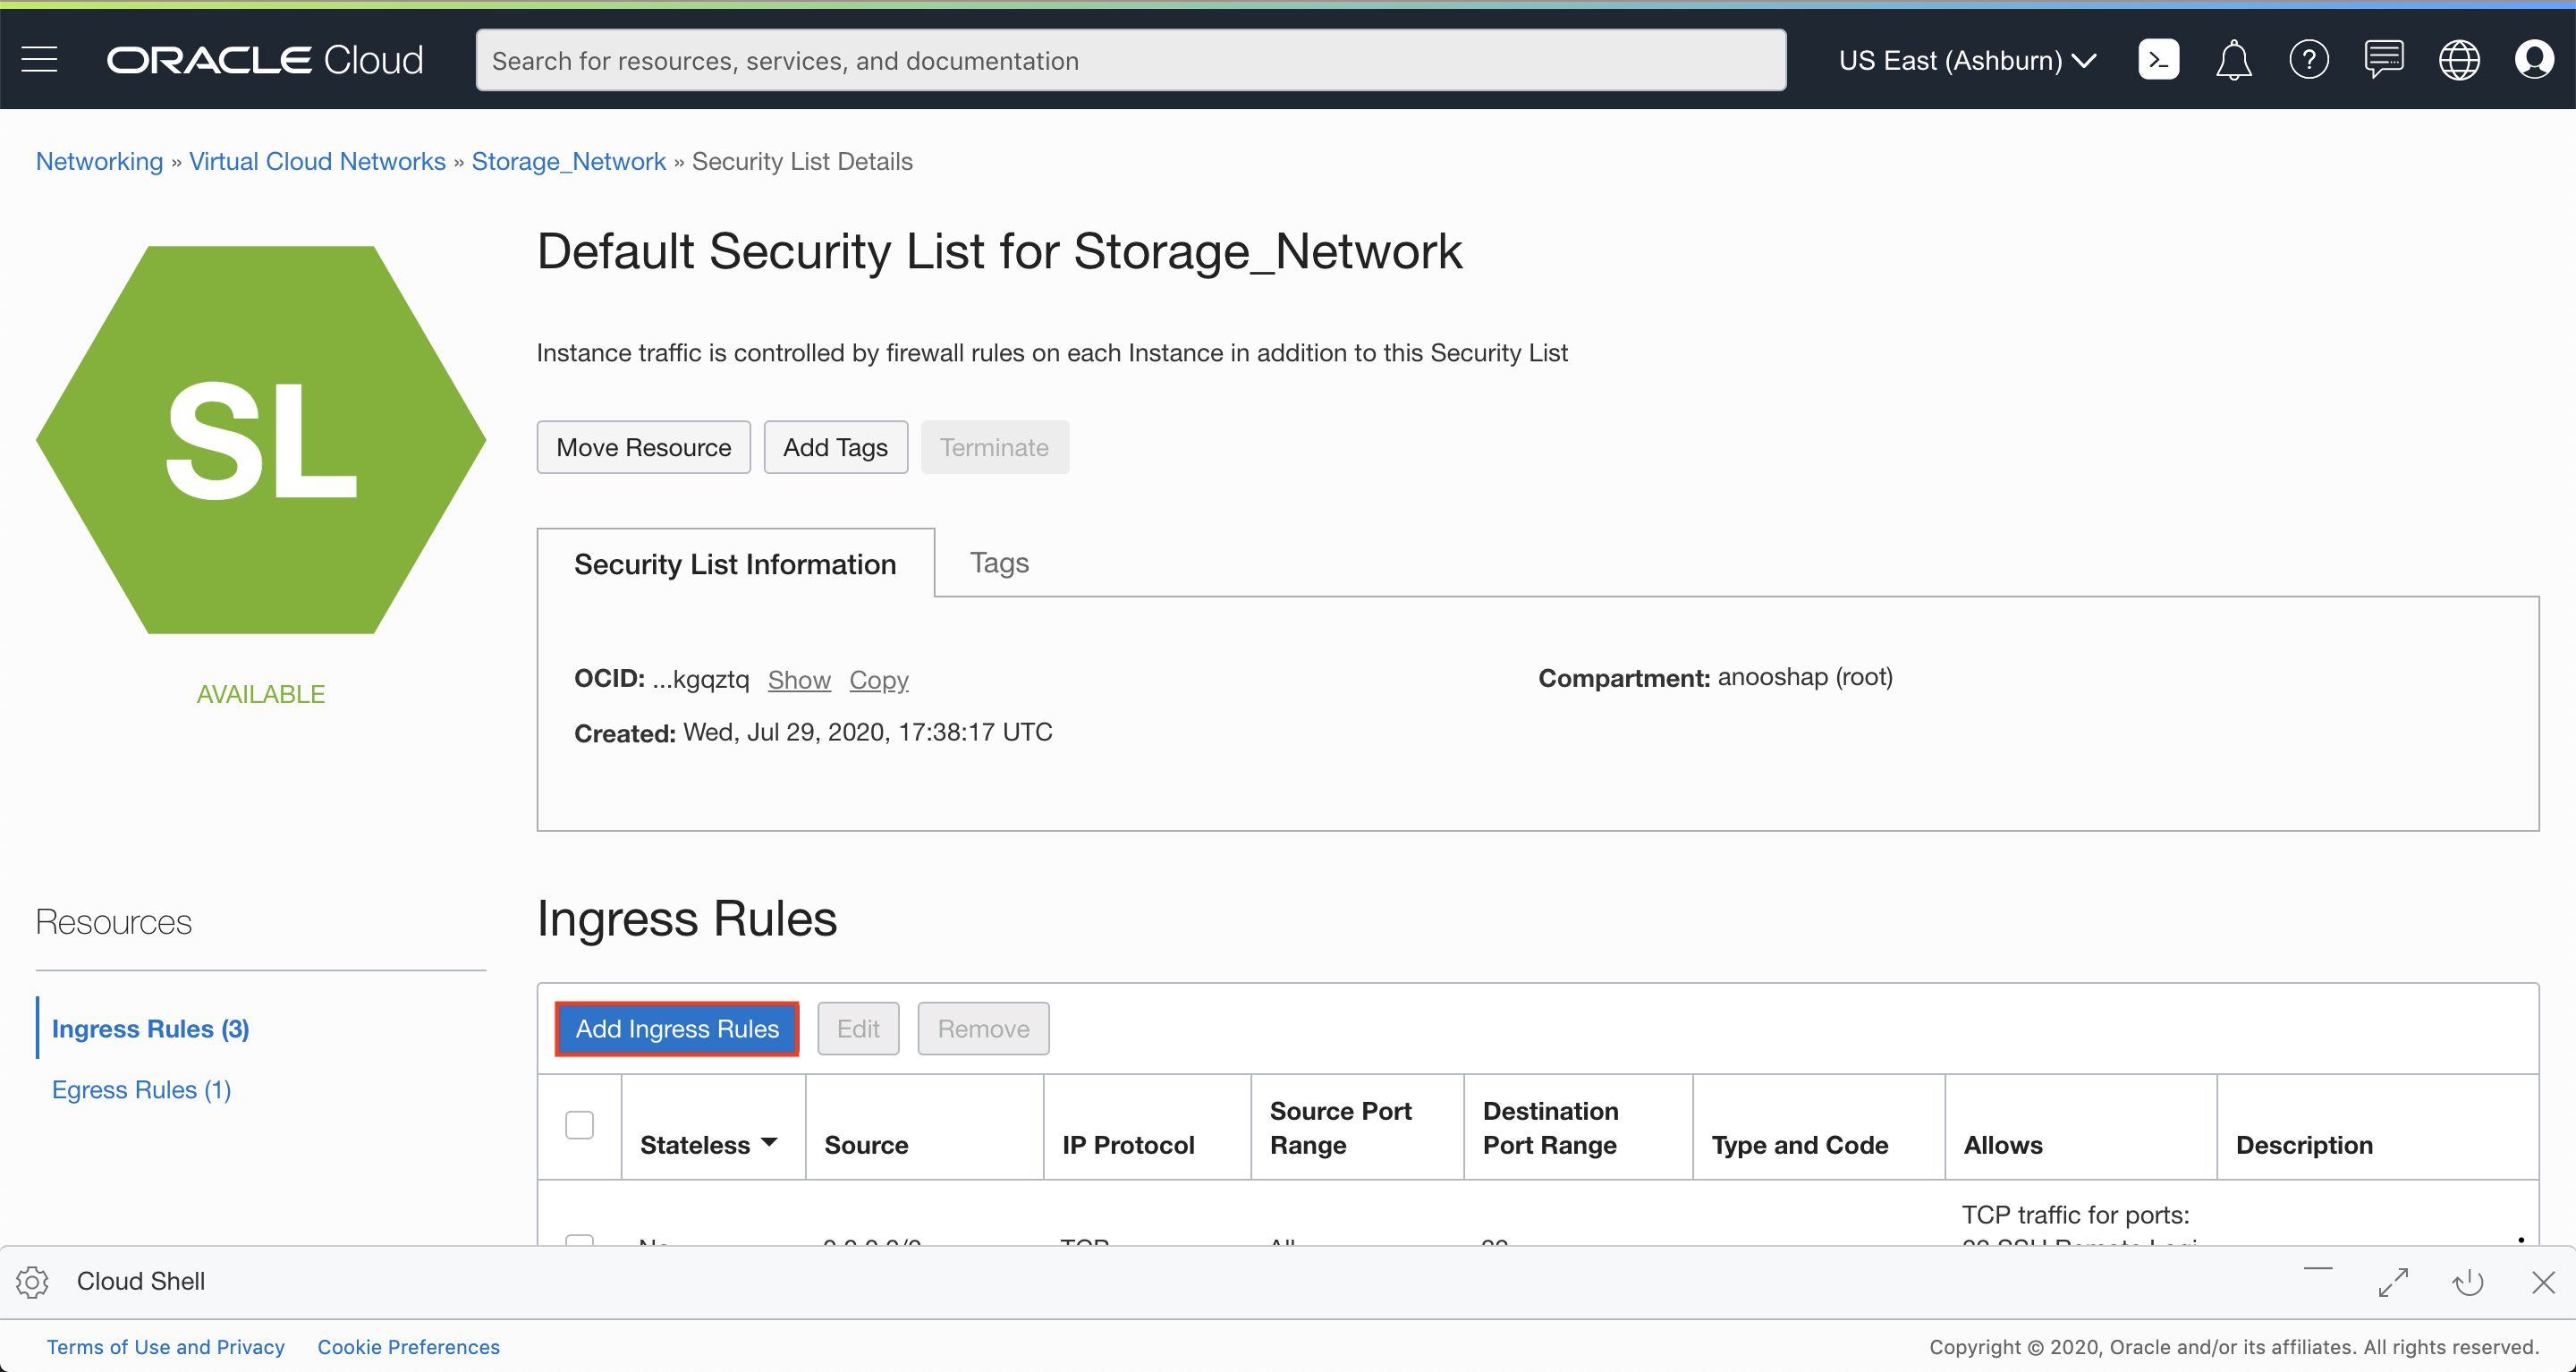 ORACLE Cloud
Search for resources, services, and documentation
US East (Ashburn)
Networking » Virtual Cloud Networks » Storage_Network » Security List Details
SL
AVAILABLE
Default Security List for Storage_Network
Instance traffic is controlled by firewall rules on each Instance in addition to this Security List
Move Resource Add Tags Terminate
Security List Information Tags
OCID: ...kgqztq Show Copy
Compartment: anooshap (root)
Created: Wed, Jul 29, 2020, 17:38:17 UTC
Resources
Ingress Rules (3)
Egress Rules (1)
Ingress Rules
Add Ingress Rules Edit Remove
Stateless Source IP Protocol Source Port Range Destination Port Range Type and Code Allows Description
TCP traffic for ports:
Cloud Shell
Terms of Use and Privacy Cookie Preferences
Copyright © 2020, Oracle and/or its affiliates. All rights reserved.